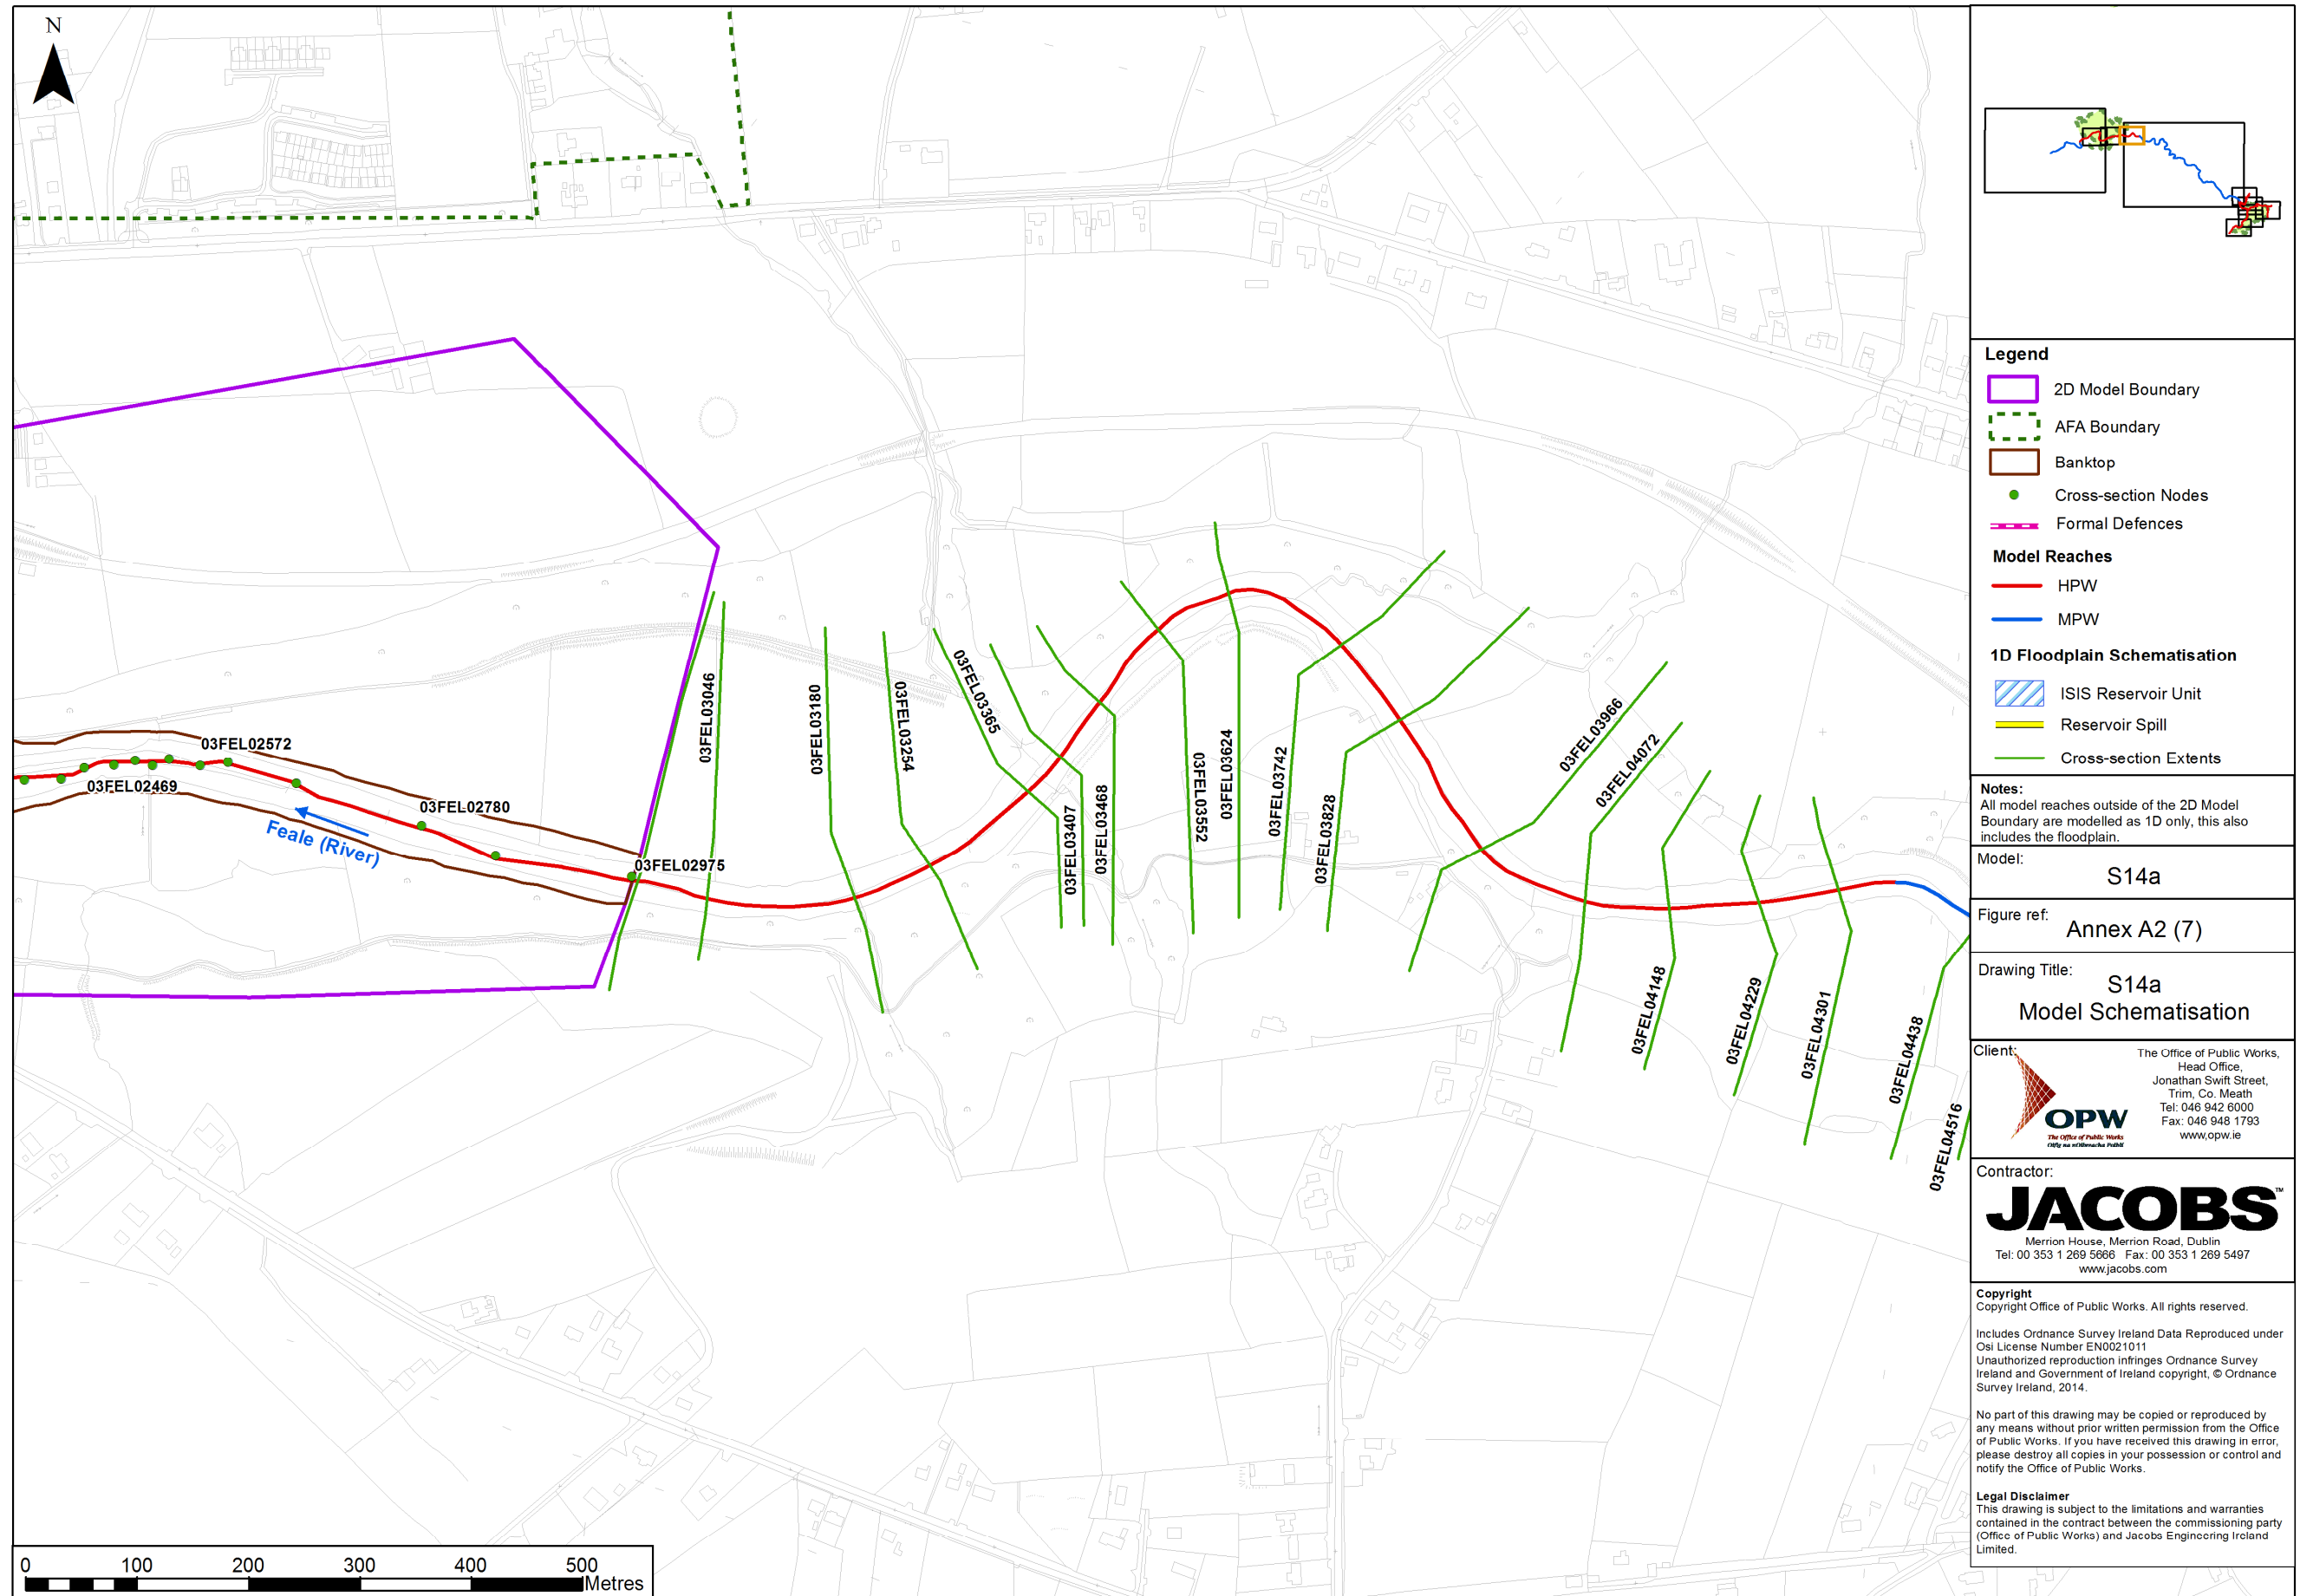 N
03FEL02572
03FEL02469
03FEL02780
Feale (River)
03FEL02975
03FEL03046
03FEL03180
03FEL03254
03FEL03365
03FEL03407
03FEL03468
03FEL03552
03FEL03624
03FEL03742
03FEL03828
03FEL03966
03FEL04072
03FEL04148
03FEL04229
03FEL04301
03FEL04438
03FEL04516
0 100 200 300 400 500
Metres
Legend
2D Model Boundary
AFA Boundary
Banktop
Cross-section Nodes
Formal Defences
Model Reaches
HPW
MPW
1D Floodplain Schematisation
ISIS Reservoir Unit
Reservoir Spill
Cross-section Extents
Notes:
All model reaches outside of the 2D Model
Boundary are modelled as 1D only, this also
includes the floodplain.
Model:
S14a
Figure ref:
Annex A2 (7)
Drawing Title:
S14a
Model Schematisation
Client:
OPW
The Office of Public Works
Oifig na nOibreacha Poiblí
The Office of Public Works,
Head Office,
Jonathan Swift Street,
Trim, Co. Meath
Tel: 046 942 6000
Fax: 046 948 1793
www.opw.ie
Contractor:
JACOBS™
Merrion House, Merrion Road, Dublin
Tel: 00 353 1 269 5666 Fax: 00 353 1 269 5497
www.jacobs.com
Copyright
Copyright Office of Public Works. All rights reserved.
Includes Ordnance Survey Ireland Data Reproduced under
Osi License Number EN0021011
Unauthorized reproduction infringes Ordnance Survey
Ireland and Government of Ireland copyright, © Ordnance
Survey Ireland, 2014.
No part of this drawing may be copied or reproduced by
any means without prior written permission from the Office
of Public Works. If you have received this drawing in error,
please destroy all copies in your possession or control and
notify the Office of Public Works.
Legal Disclaimer
This drawing is subject to the limitations and warranties
contained in the contract between the commissioning party
(Office of Public Works) and Jacobs Engineering Ireland
Limited.